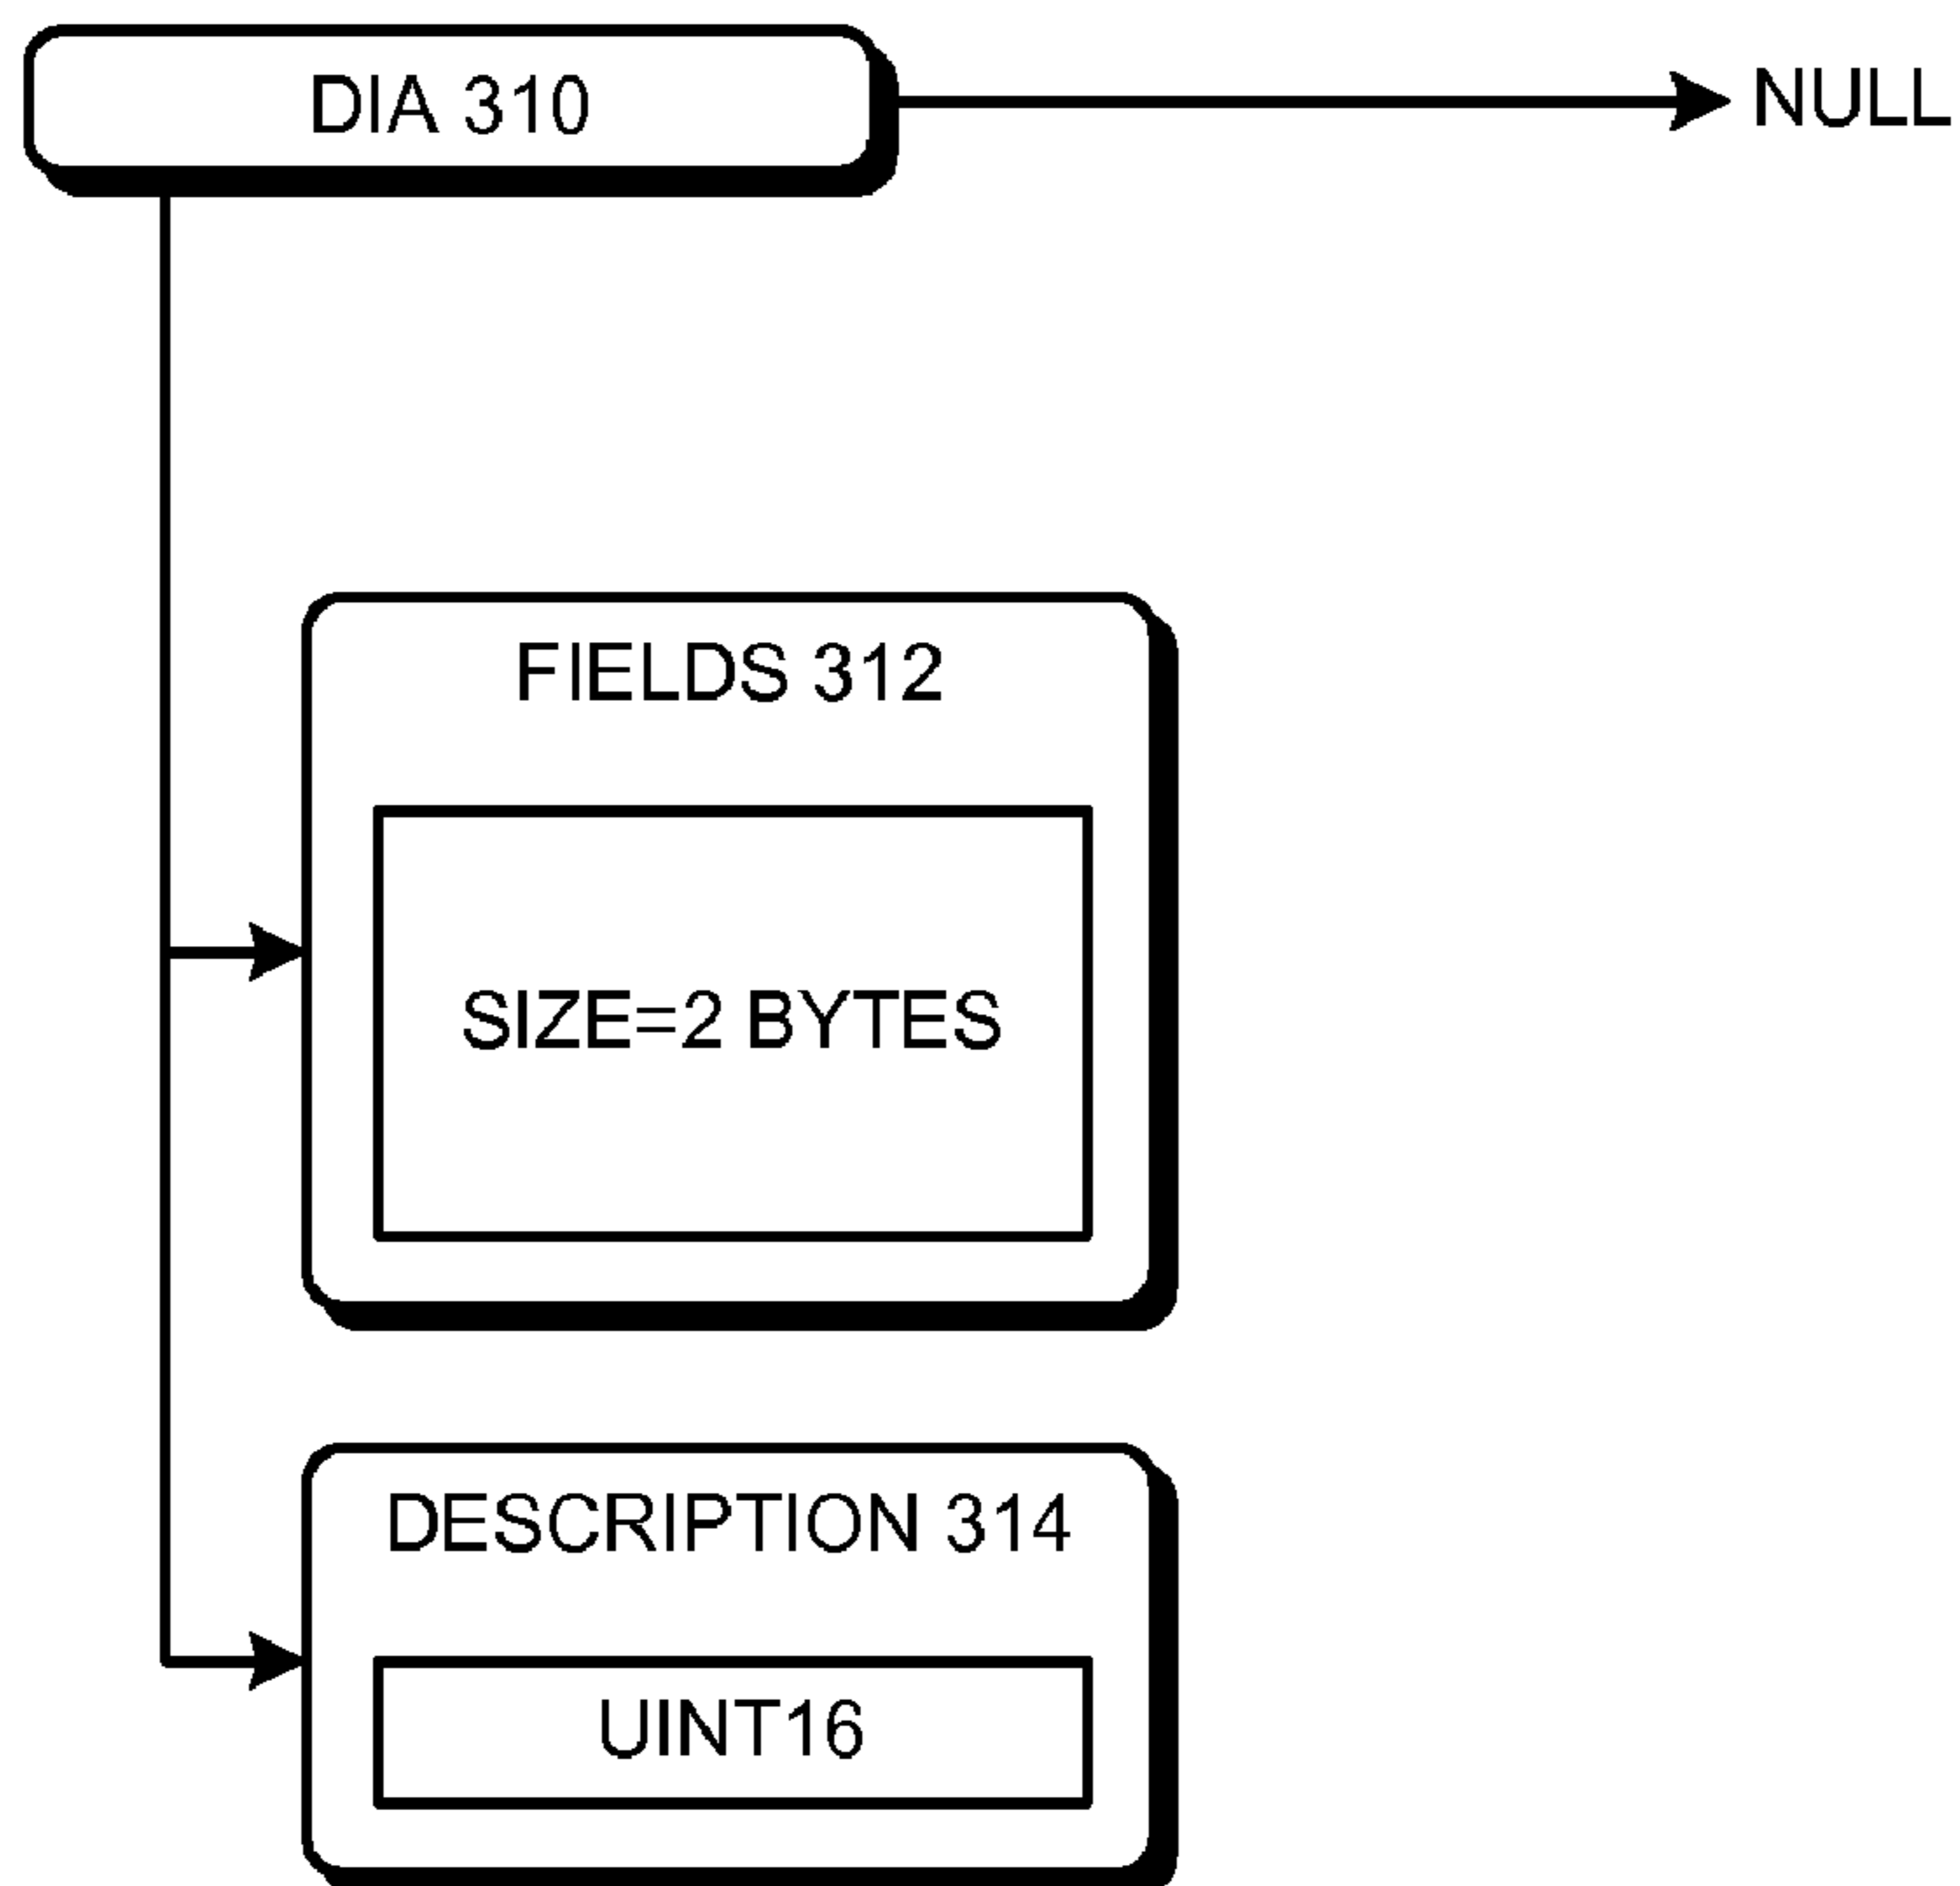 DIA 310
NULL
FIELDS 312
SIZE=2 BYTES
DESCRIPTION 314
UINT16